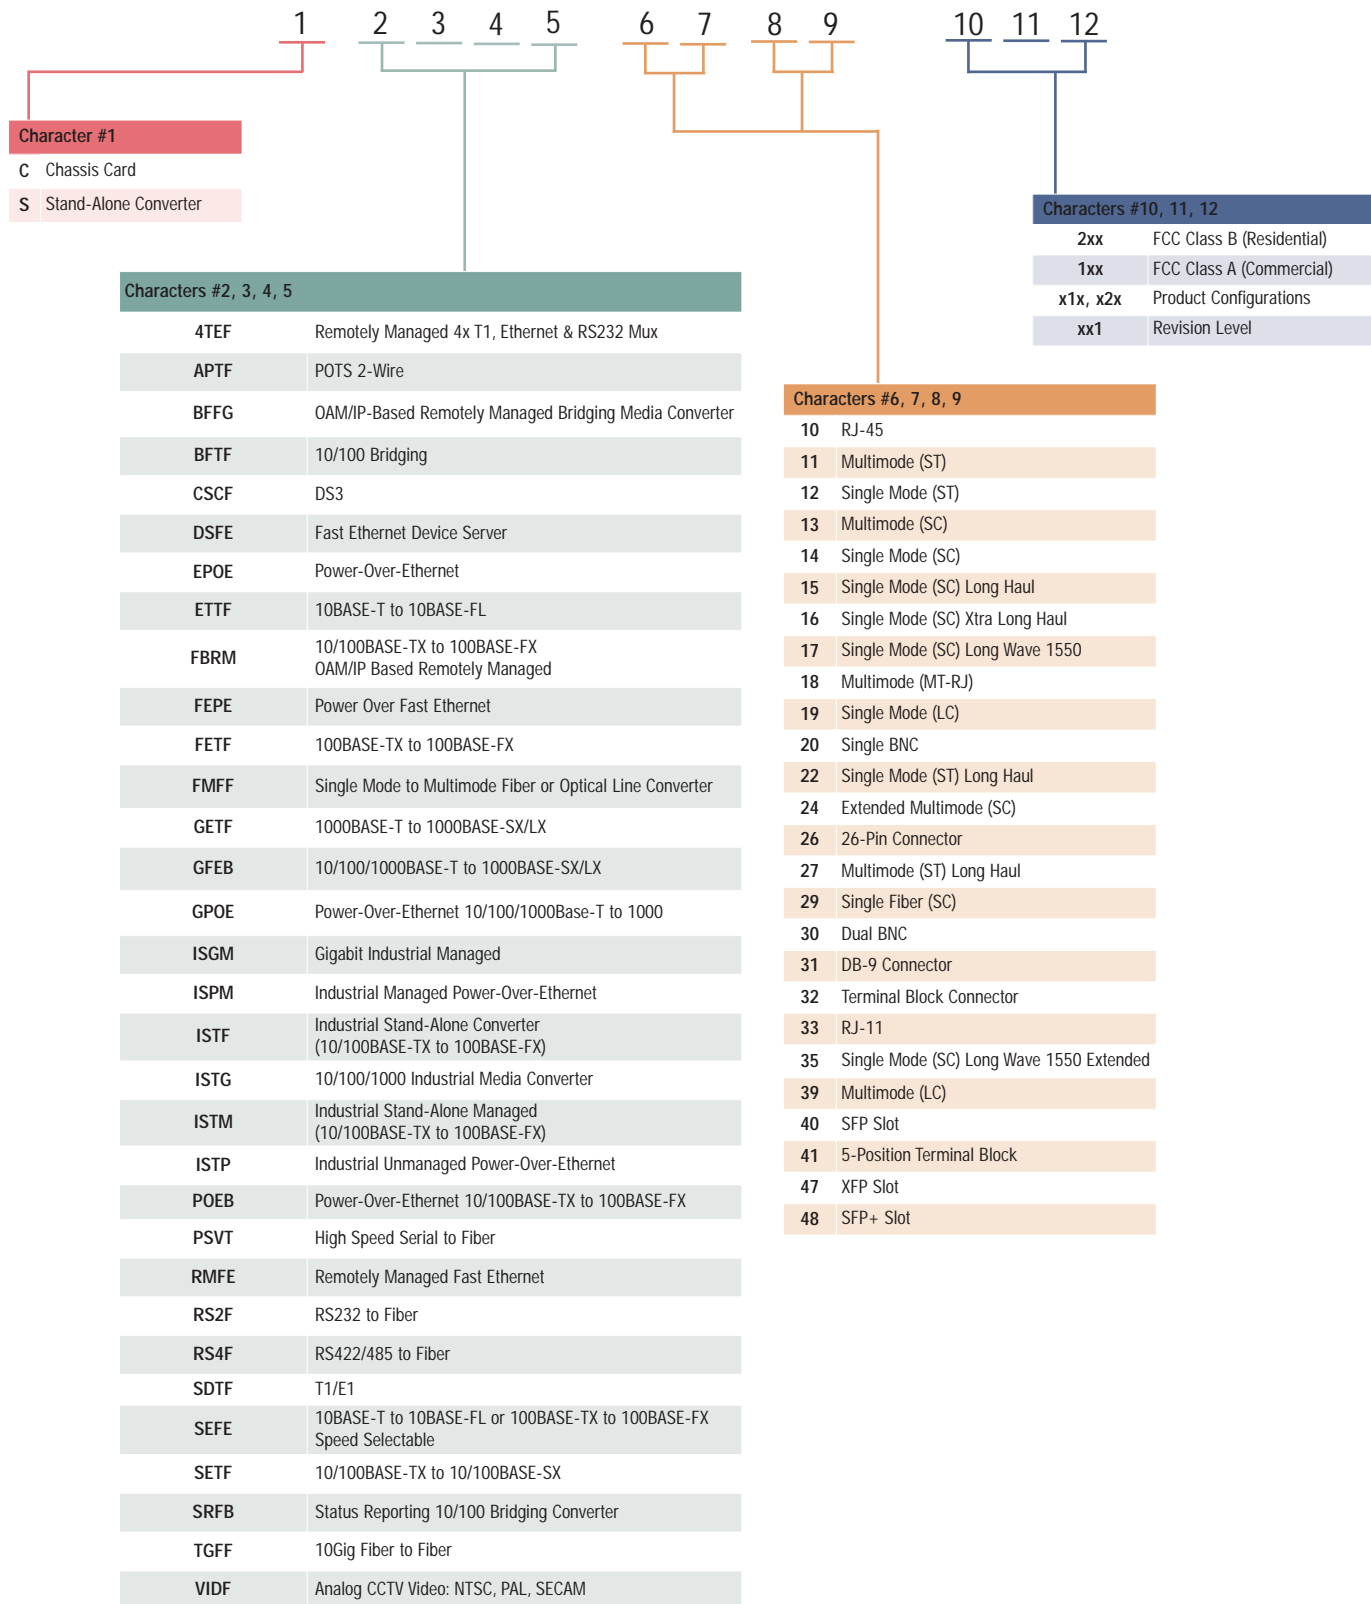 1 2 3 4 5 6 7 8 9 10 11 12
Character #1
C Chassis Card
S Stand-Alone Converter
Characters #10, 11, 12
2xx FCC Class B (Residential)
1xx FCC Class A (Commercial)
x1x, x2x Product Configurations
xx1 Revision Level
Characters #2, 3, 4, 5
4TEF Remotely Managed 4x T1, Ethernet & RS232 Mux
APTF POTS 2-Wire
BFFG OAM/IP-Based Remotely Managed Bridging Media Converter
BFTF 10/100 Bridging
CSCF DS3
DSFE Fast Ethernet Device Server
EPOE Power-Over-Ethernet
ETTF 10BASE-T to 10BASE-FL
FBRM 10/100BASE-TX to 100BASE-FX
OAM/IP Based Remotely Managed
FEPE Power Over Fast Ethernet
FETF 100BASE-TX to 100BASE-FX
FMFF Single Mode to Multimode Fiber or Optical Line Converter
GETF 1000BASE-T to 1000BASE-SX/LX
GFEB 10/100/1000BASE-T to 1000BASE-SX/LX
GPOE Power-Over-Ethernet 10/100/1000Base-T to 1000
ISGM Gigabit Industrial Managed
ISPM Industrial Managed Power-Over-Ethernet
ISTF Industrial Stand-Alone Converter
(10/100BASE-TX to 100BASE-FX)
ISTG 10/100/1000 Industrial Media Converter
ISTM Industrial Stand-Alone Managed
(10/100BASE-TX to 100BASE-FX)
ISTP Industrial Unmanaged Power-Over-Ethernet
POEB Power-Over-Ethernet 10/100BASE-TX to 100BASE-FX
PSVT High Speed Serial to Fiber
RMFE Remotely Managed Fast Ethernet
RS2F RS232 to Fiber
RS4F RS422/485 to Fiber
SDTF T1/E1
SEFE 10BASE-T to 10BASE-FL or 100BASE-TX to 100BASE-FX
Speed Selectable
SETF 10/100BASE-TX to 10/100BASE-SX
SRFB Status Reporting 10/100 Bridging Converter
TGFF 10Gig Fiber to Fiber
VIDF Analog CCTV Video: NTSC, PAL, SECAM
Characters #6, 7, 8, 9
10 RJ-45
11 Multimode (ST)
12 Single Mode (ST)
13 Multimode (SC)
14 Single Mode (SC)
15 Single Mode (SC) Long Haul
16 Single Mode (SC) Xtra Long Haul
17 Single Mode (SC) Long Wave 1550
18 Multimode (MT-RJ)
19 Single Mode (LC)
20 Single BNC
22 Single Mode (ST) Long Haul
24 Extended Multimode (SC)
26 26-Pin Connector
27 Multimode (ST) Long Haul
29 Single Fiber (SC)
30 Dual BNC
31 DB-9 Connector
32 Terminal Block Connector
33 RJ-11
35 Single Mode (SC) Long Wave 1550 Extended
39 Multimode (LC)
40 SFP Slot
41 5-Position Terminal Block
47 XFP Slot
48 SFP+ Slot